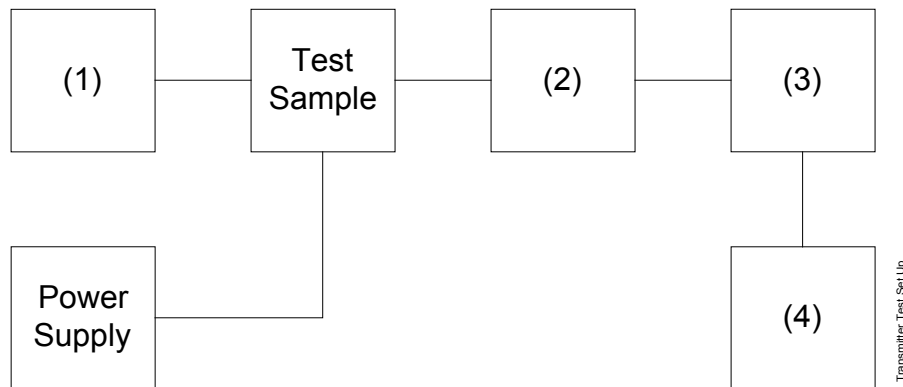 (1)
Test
Sample
(2)
(3)
Power
Supply
(4)
Transmitter Test Set Up